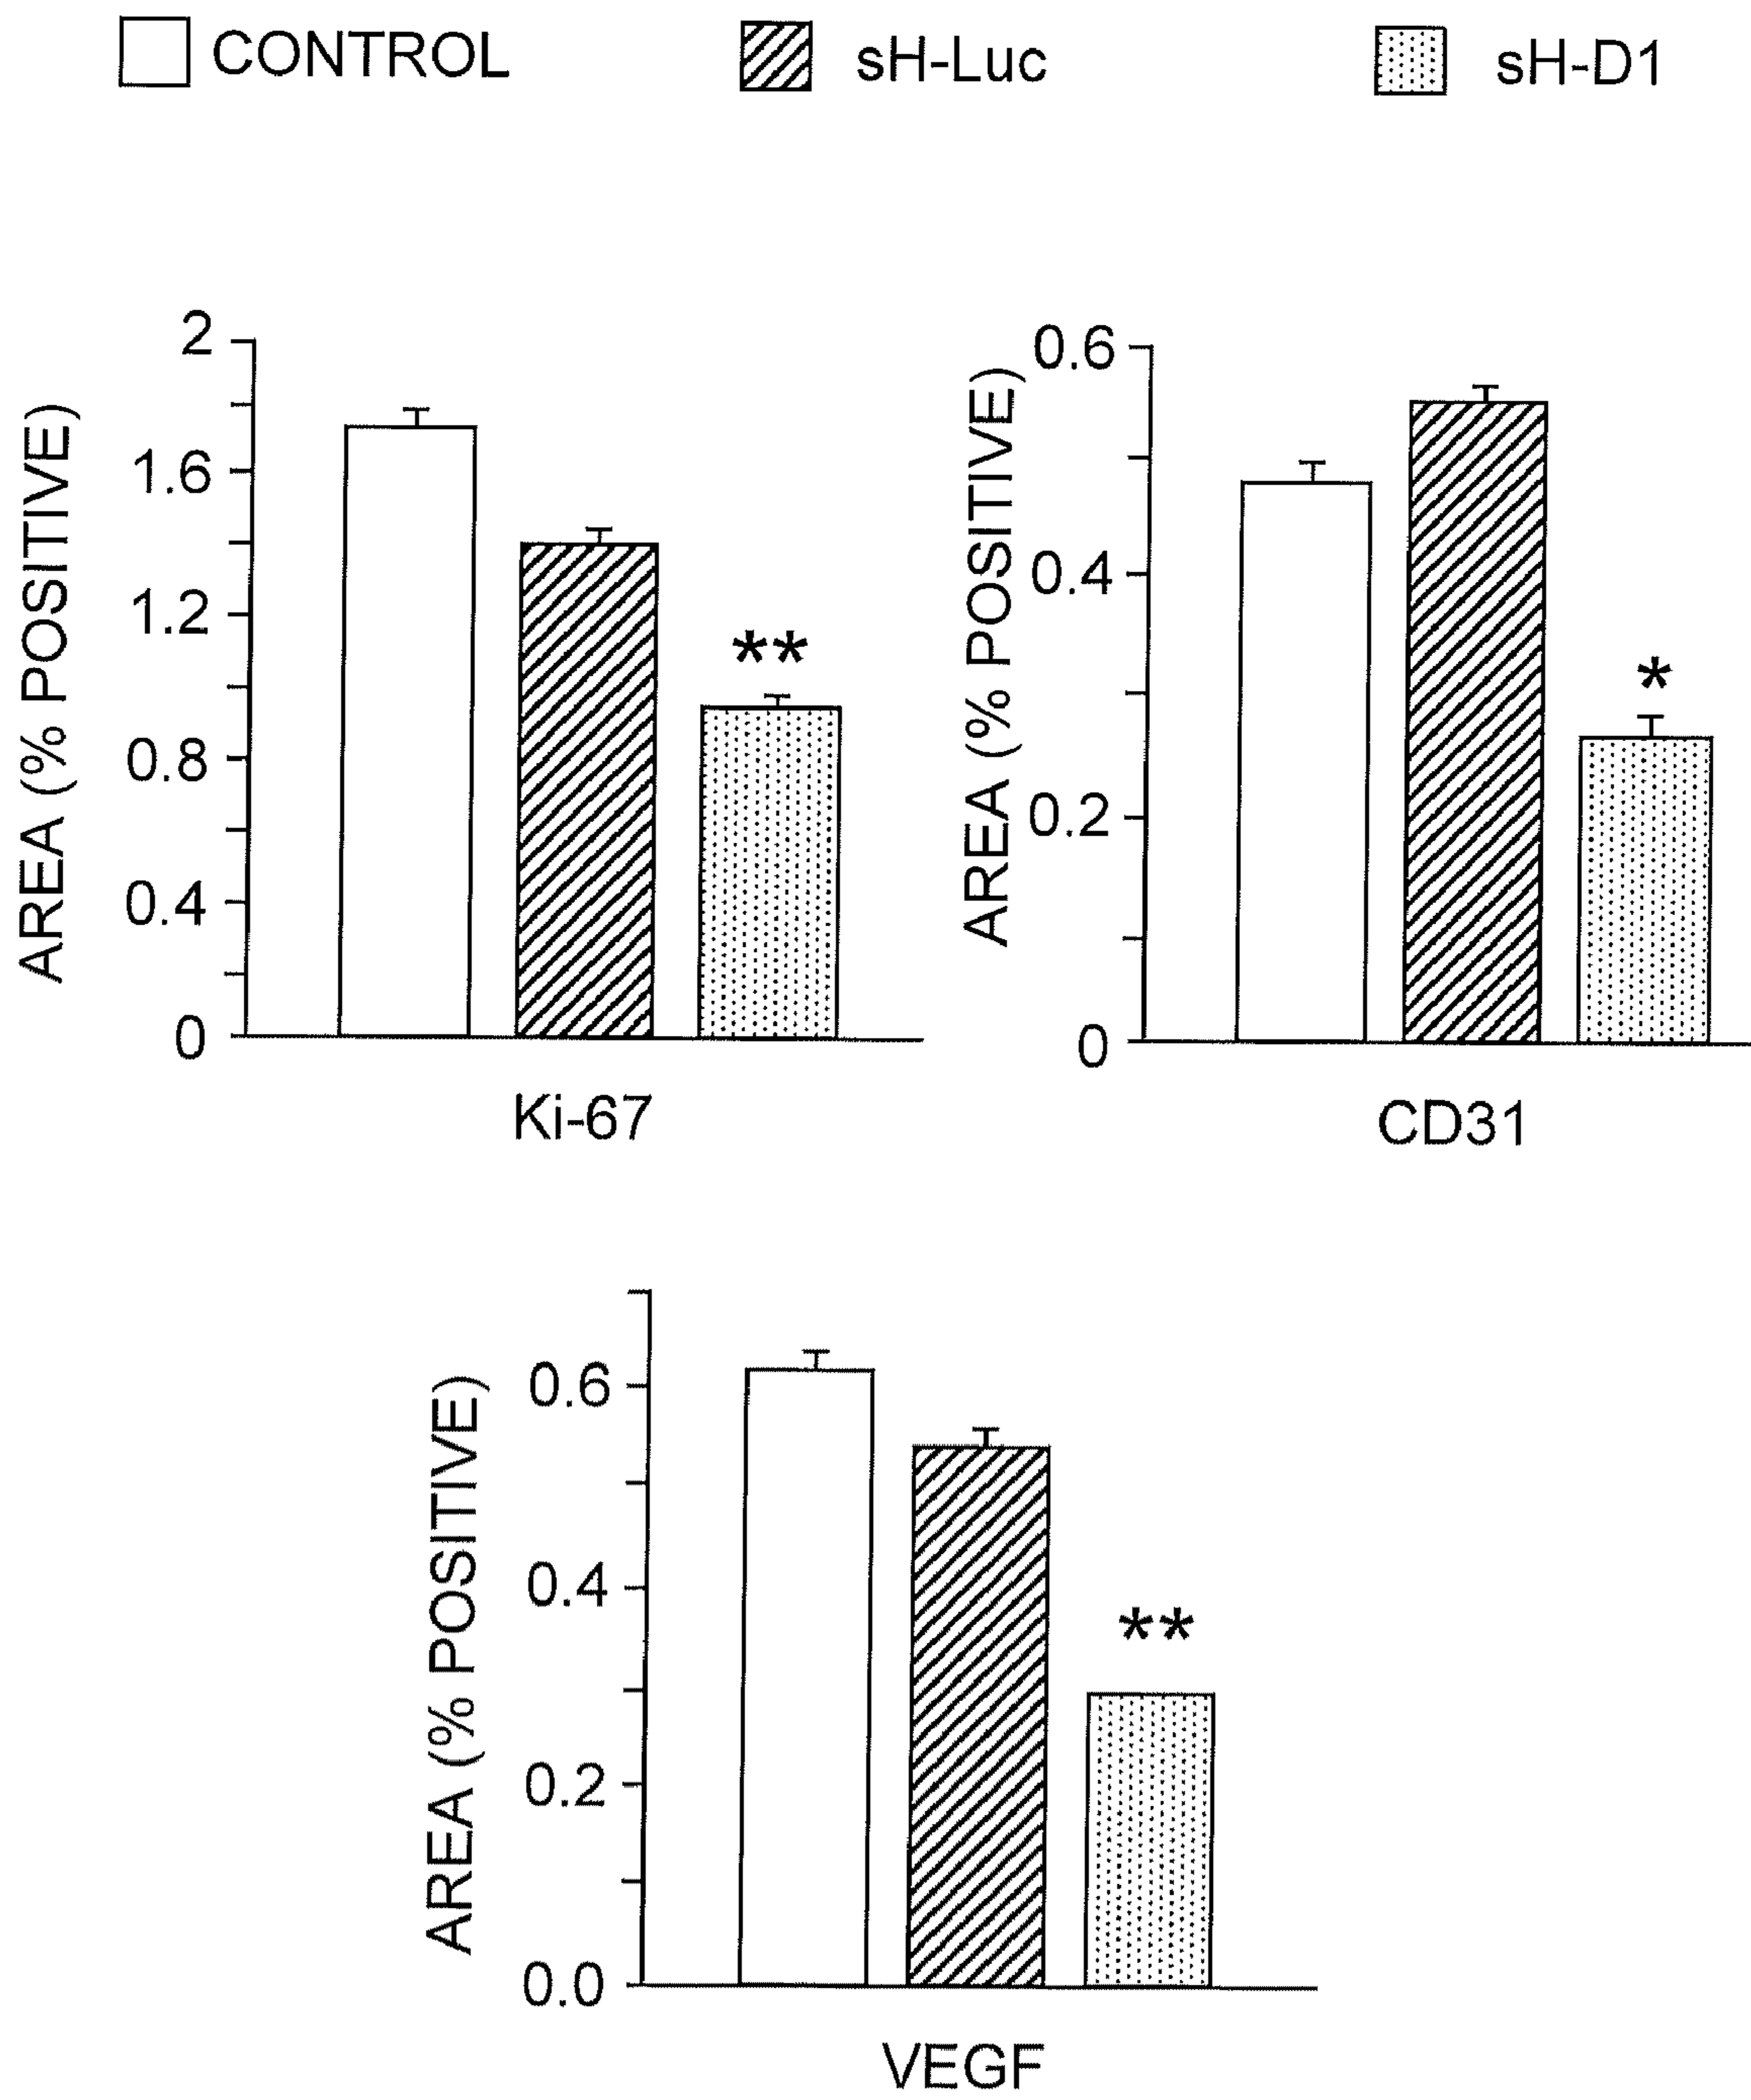 CONTROL sH-Luc sH-D1
AREA (% POSITIVE)
2
1.6
1.2
0.8
0.4
0
**
Ki-67
AREA (% POSITIVE)
0.6
0.4
0.2
0
*
CD31
AREA (% POSITIVE)
0.6
0.4
0.2
0.0
**
VEGF